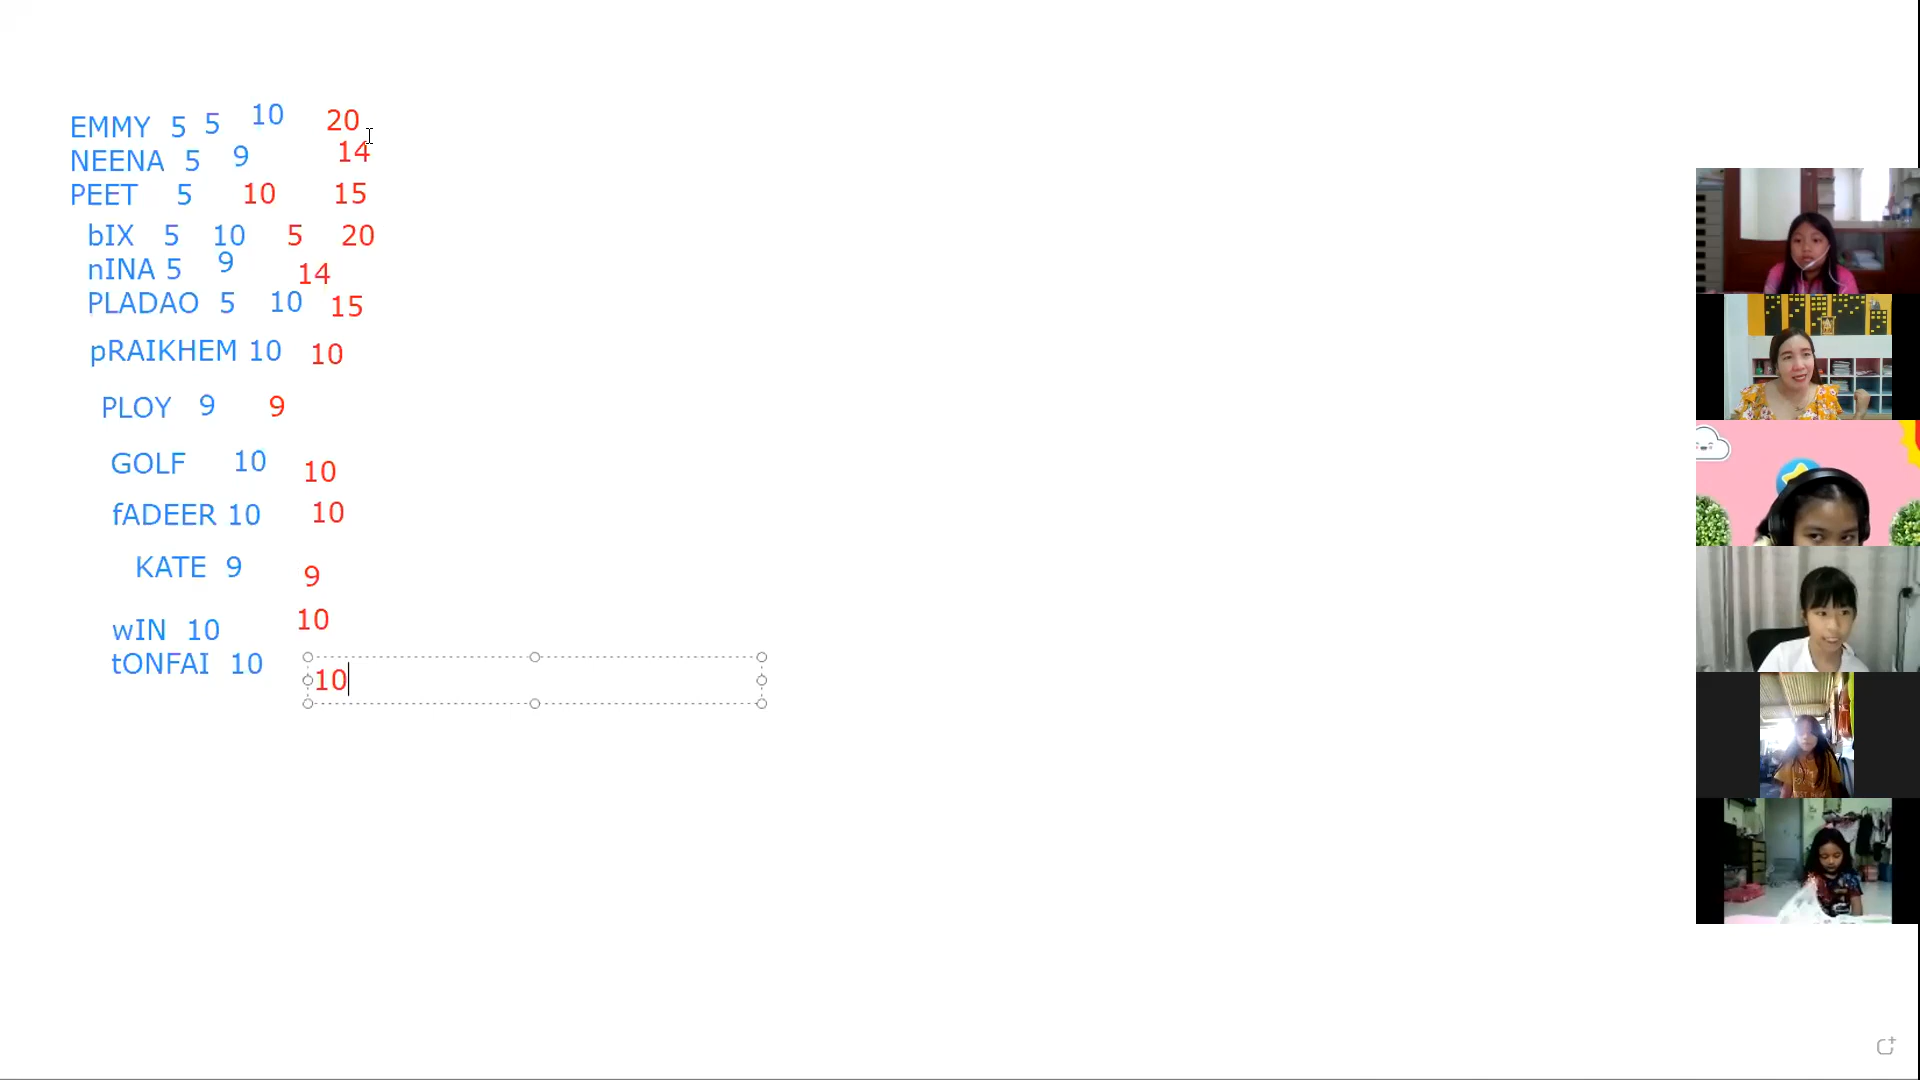 EMMY 5 5 10 20
NEENA 5 9 14
PEET 5 10 15
bIX 5 10 5 20
nINA 5 9 14
PLADAO 5 10 15
pRAIKHEM 10 10
PLOY 9 9
GOLF 10 10
fADEER 10 10
KATE 9 9
wIN 10 10
tONFAI 10 10